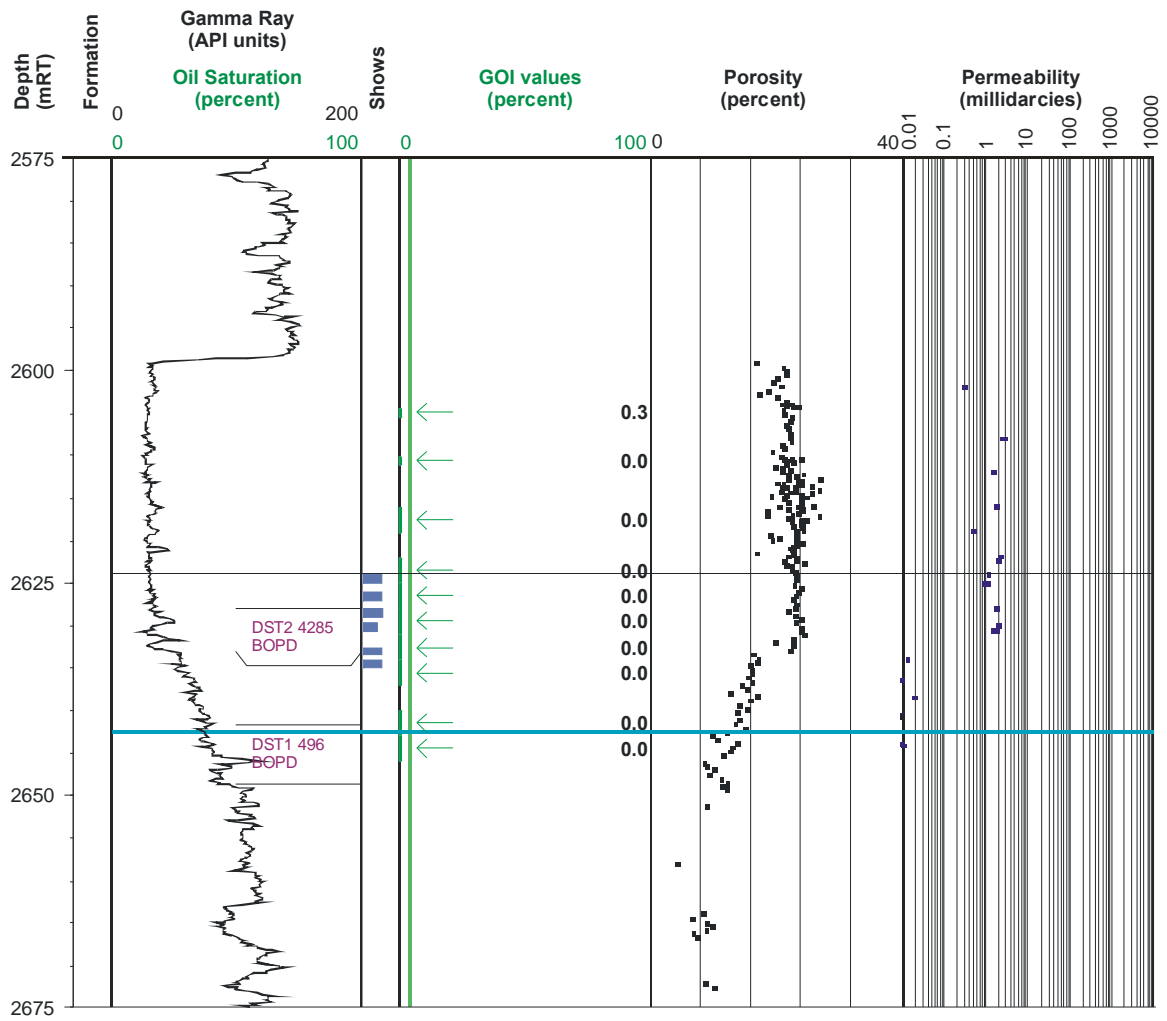 Depth
(mRT)
Formation
Gamma Ray
(API units)
Oil Saturation
(percent)
Shows
GOI values
(percent)
Porosity
(percent)
Permeability
(millidarcies)
0 200
0 100 0 100 0 40 0.01 0.1 1 10 100 1000 10000
2575
2600
0.3
0.0
0.0
0.0
2625
0.0
DST2 4285
BOPD
0.0
0.0
0.0
0.0
DST1 496
BOPD
0.0
2650
2675